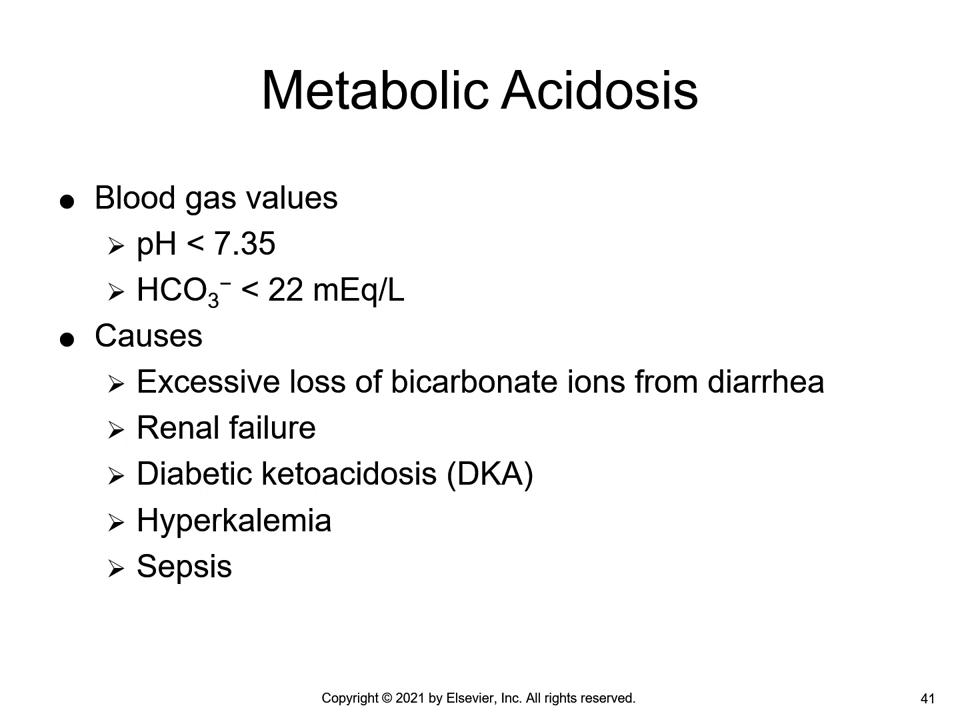 Metabolic Acidosis
● Blood gas values
➢ pH < 7.35
➢ HCO₃⁻ < 22 mEq/L
● Causes
➢ Excessive loss of bicarbonate ions from diarrhea
➢ Renal failure
➢ Diabetic ketoacidosis (DKA)
➢ Hyperkalemia
➢ Sepsis
Copyright © 2021 by Elsevier, Inc. All rights reserved.
41